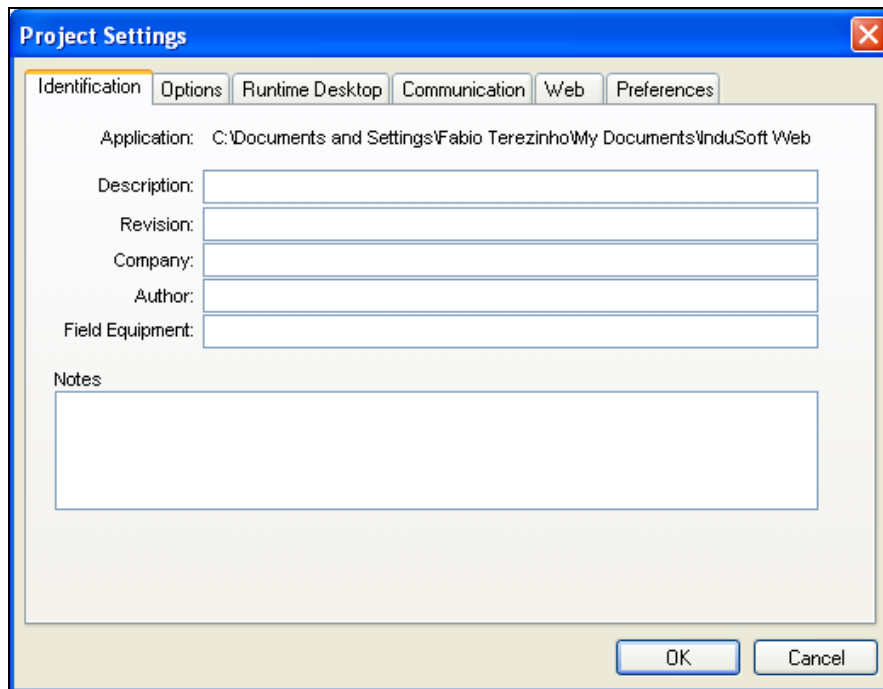 Project Settings
Identification Options Runtime Desktop Communication Web Preferences
Application: C:\Documents and Settings\Fabio Terezinho\My Documents\InduSoft Web
Description:
Revision:
Company:
Author:
Field Equipment:
Notes
OK Cancel